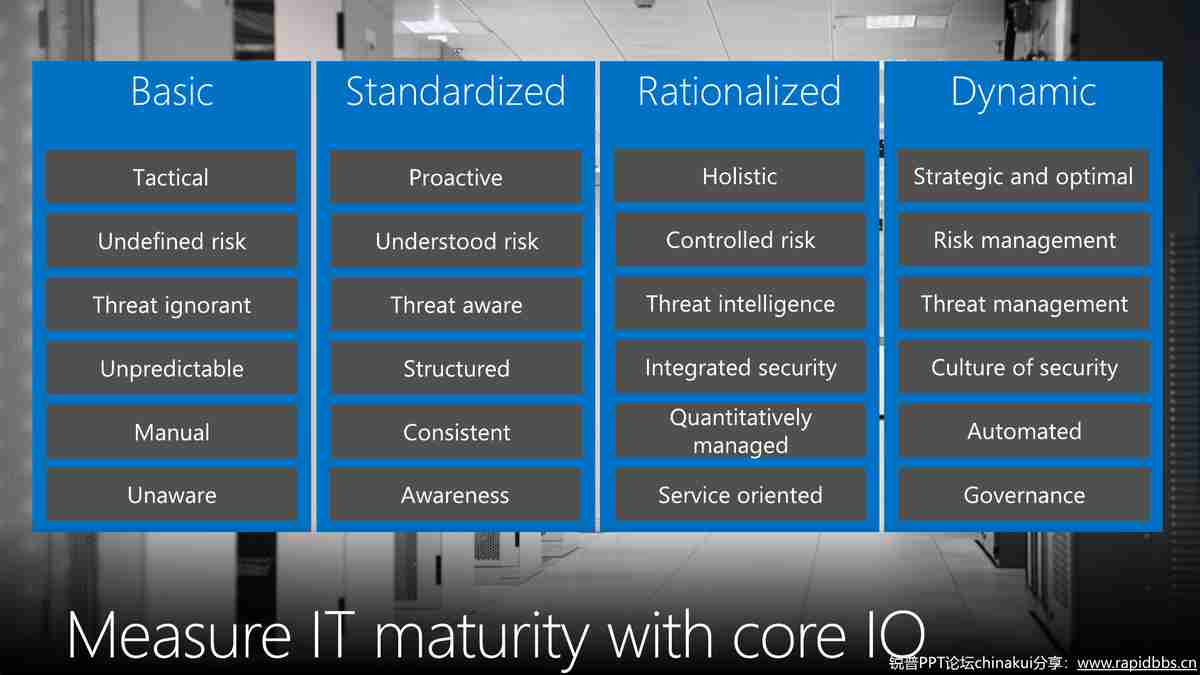 Basic
Standardized
Rationalized
Dynamic
Tactical
Proactive
Holistic
Strategic and optimal
Undefined risk
Understood risk
Controlled risk
Risk management
Threat ignorant
Threat aware
Threat intelligence
Threat management
Unpredictable
Structured
Integrated security
Culture of security
Manual
Consistent
Quantitatively
managed
Automated
Unaware
Awareness
Service oriented
Governance
Measure IT maturity with core IO
锐普PPT论坛chinakui分享：www.rapidbbs.cn